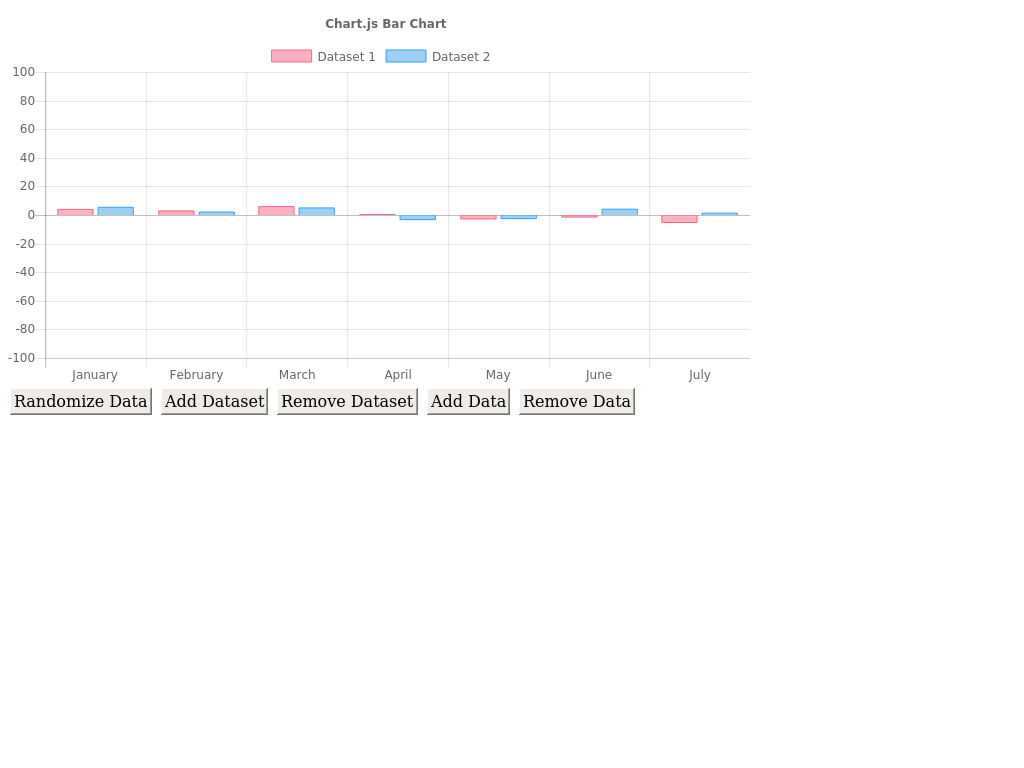 Chart.js Bar Chart
Dataset 1 Dataset 2
100
80
60
40
20
0
-20
-40
-60
-80
-100
January February March April May June July
Randomize Data Add Dataset Remove Dataset Add Data Remove Data